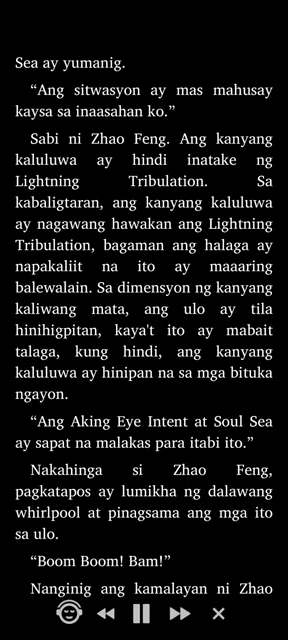 Sea ay yumanig.
“Ang sitwasyon ay mas mahusay
kaysa sa inaasahan ko.”
Sabi ni Zhao Feng. Ang kanyang
kaluluwa ay hindi inatake ng
Lightning Tribulation. Sa
kabaligtaran, ang kanyang kaluluwa
ay nagawang hawakan ang Lightning
Tribulation, bagaman ang halaga ay
napakaliit na ito ay maaaring
balewalain. Sa dimensyon ng kanyang
kaliwang mata, ang ulo ay tila
hinihigpitan, kaya't ito ay mabait
talaga, kung hindi, ang kanyang
kaluluwa ay hinipan na sa mga bituka
ngayon.
“Ang Aking Eye Intent at Soul Sea
ay sapat na malakas para itabi ito.”
Nakahinga si Zhao Feng,
pagkatapos ay lumikha ng dalawang
whirlpool at pinagsama ang mga ito
sa ulo.
“Boom Boom! Bam!”
Nanginig ang kamalayan ni Zhao